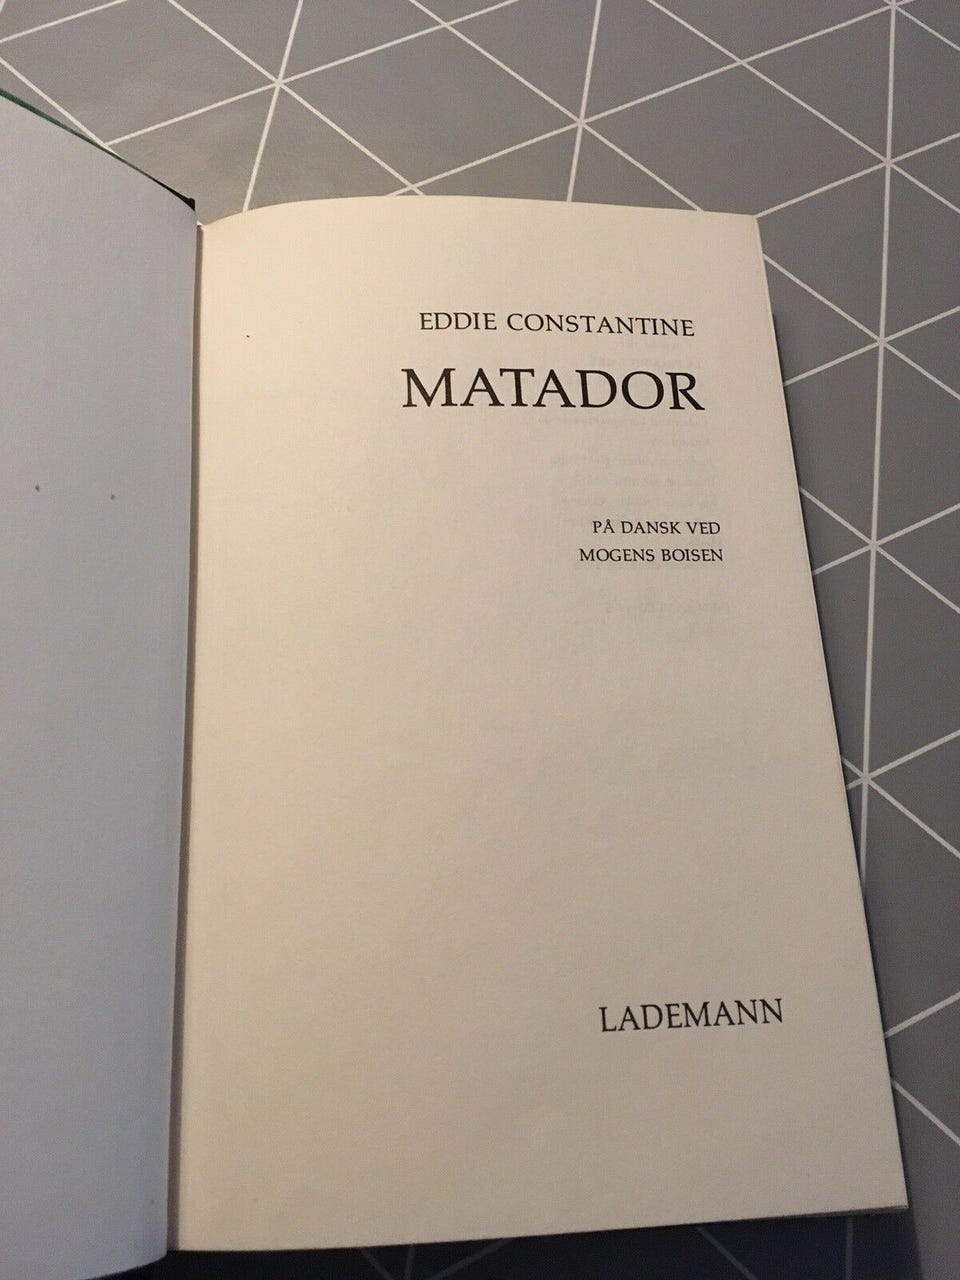 EDDIE CONSTANTINE
MATADOR
PÅ DANSK VED
MOGENS BOISEN
LADEMANN